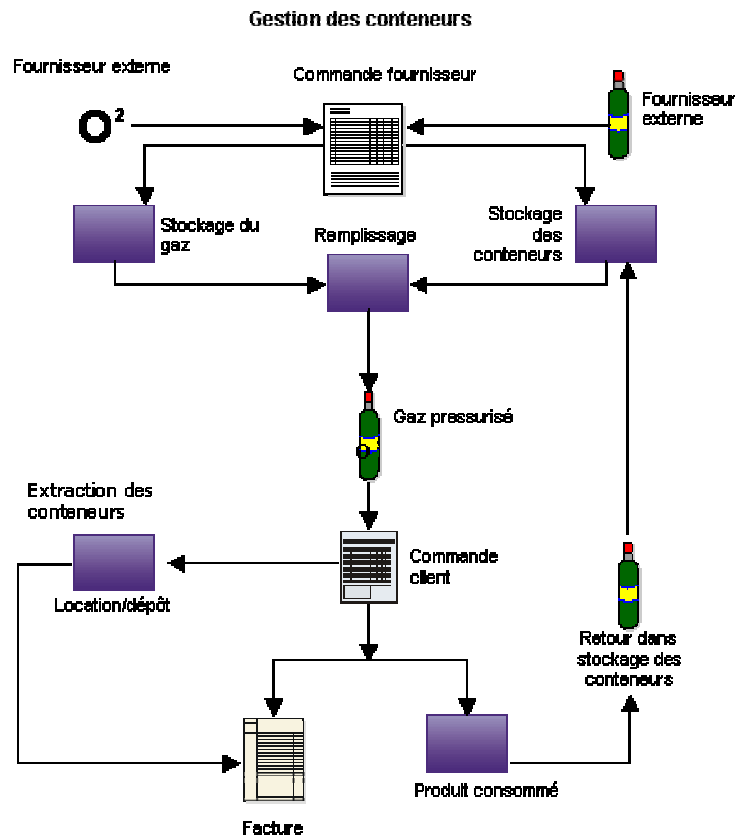 Gestion des conteneurs
Fournisseur externe
Commande fournisseur
O²
Fournisseur
externe
Stockage du
gaz
Remplissage
Stockage
des
conteneurs
Gaz pressurisé
Extraction des
conteneurs
Commande
client
Location/dépôt
Retour dans
stockage des
conteneurs
Produit consommé
Facture